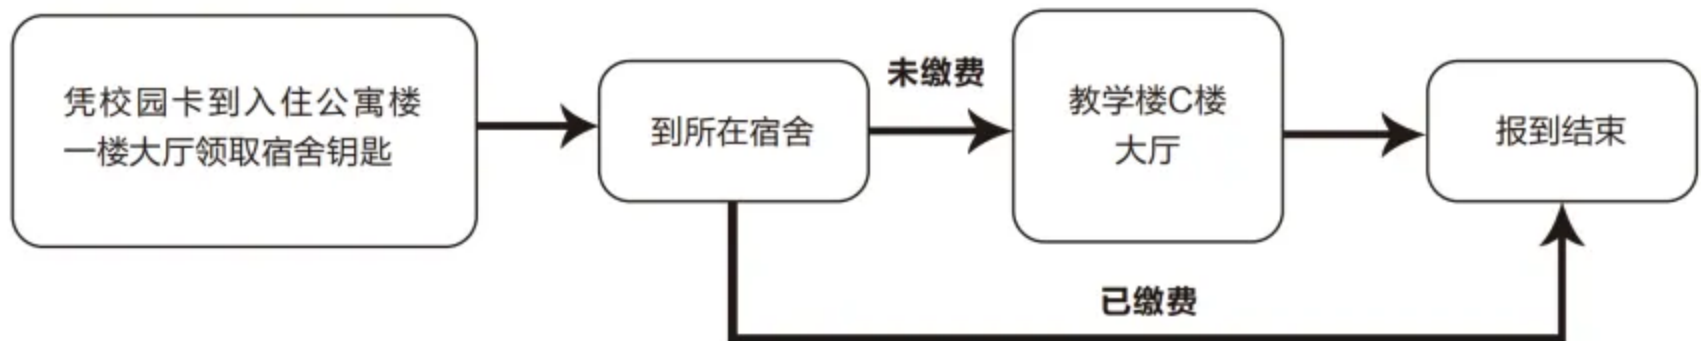 凭校园卡到入住公寓楼
一楼大厅领取宿舍钥匙
到所在宿舍
未缴费
教学楼C楼
大厅
报到结束
已缴费